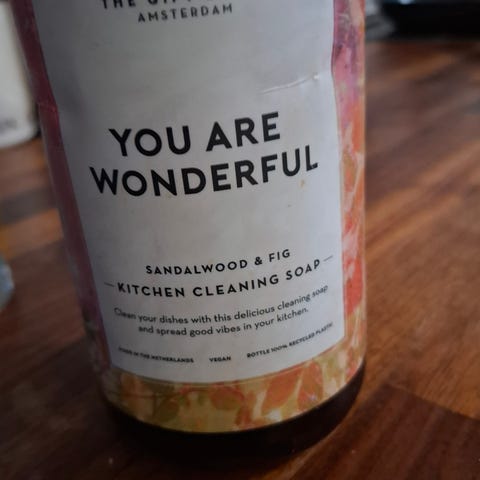 THE
AMSTERDAM
YOU ARE
WONDERFUL
SANDALWOOD & FIG
KITCHEN CLEANING SOAP
Clean your dishes with this delicious cleaning soap
and spread good vibes in your kitchen.
MADE IN THE NETHERLANDS VEGAN BOTTLE 100% RECYCLED PLASTIC